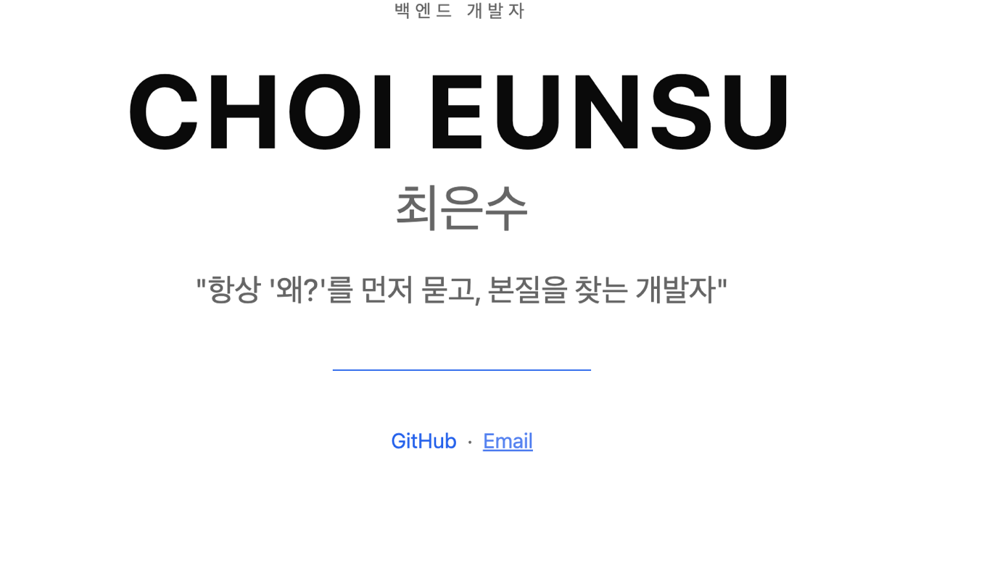 백엔드 개발자
CHOI EUNSU
최은수
"항상 '왜?'를 먼저 묻고, 본질을 찾는 개발자"
GitHub · Email